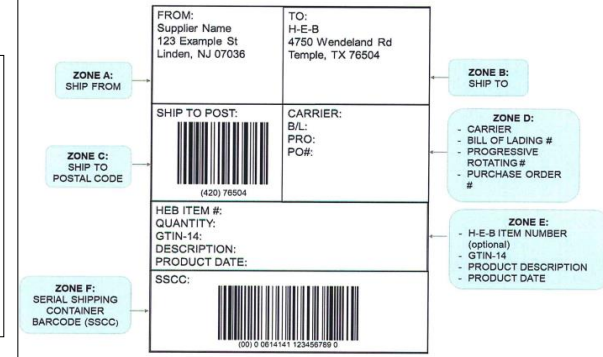 FROM:
Supplier Name
123 Example St
Linden, NJ 07036
TO:
H-E-B
4750 Wendeland Rd
Temple, TX 76504
ZONE A:
SHIP FROM
ZONE B:
SHIP TO
SHIP TO POST:
(420) 76504
CARRIER:
B/L:
PRO:
PO#:
ZONE C:
SHIP TO
POSTAL CODE
ZONE D:
- CARRIER
- BILL OF LADING #
- PROGRESSIVE
ROTATING #
- PURCHASE ORDER
#
HEB ITEM #:
QUANTITY:
GTIN-14:
DESCRIPTION:
PRODUCT DATE:
ZONE E:
- H-E-B ITEM NUMBER
(optional)
- GTIN-14
- PRODUCT DESCRIPTION
- PRODUCT DATE
SSCC:
(00) 0 0614141 123456789 0
ZONE F:
SERIAL SHIPPING
CONTAINER
BARCODE (SSCC)